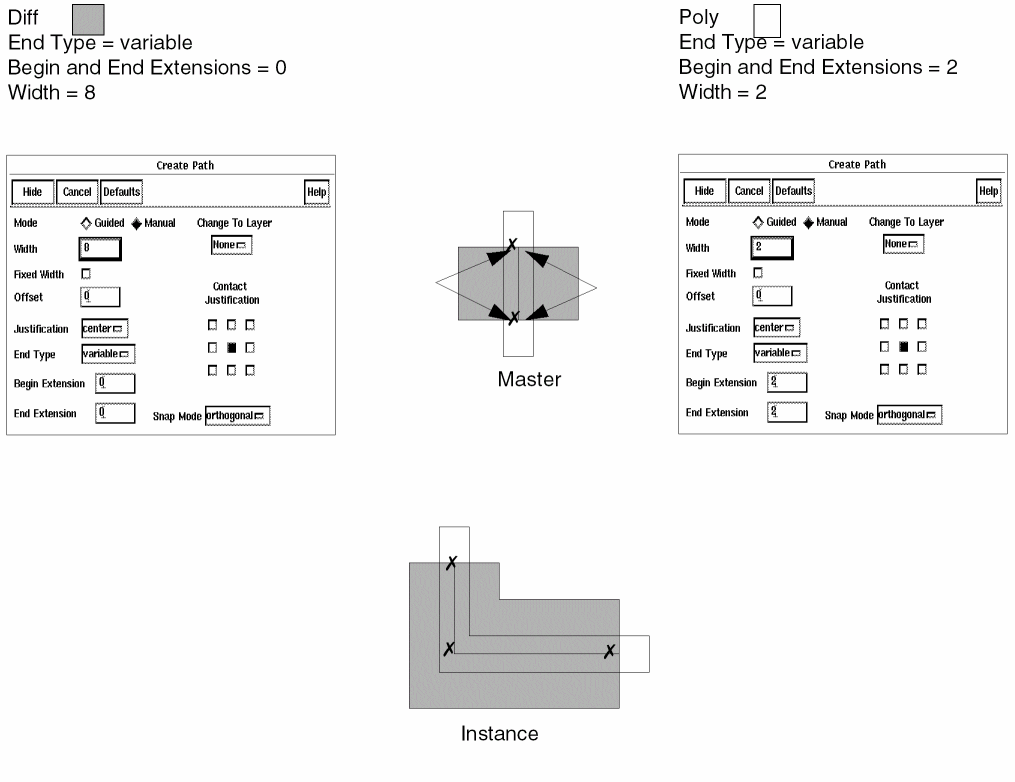 Diff
End Type = variable
Begin and End Extensions = 0
Width = 8
Poly
End Type = variable
Begin and End Extensions = 2
Width = 2
Create Path
Hide Cancel Defaults Help
Mode Guided Manual Change To Layer
Width 0 None
Fixed Width
Offset 0 Contact
Justification
Justification center
End Type variable
Begin Extension 0
End Extension 0 Snap Mode orthogonal
Master
Create Path
Hide Cancel Defaults Help
Mode Guided Manual Change To Layer
Width 2 None
Fixed Width
Offset 0 Contact
Justification
Justification center
End Type variable
Begin Extension 2
End Extension 2 Snap Mode orthogonal
Instance